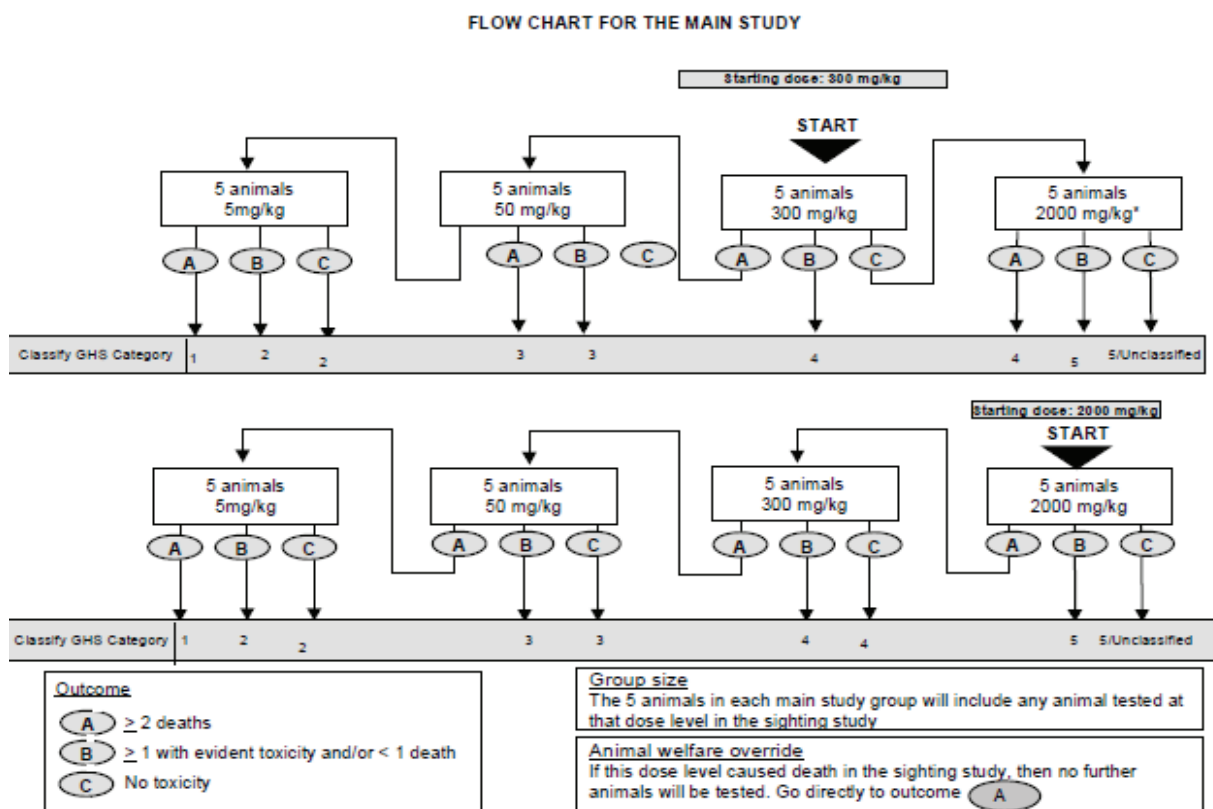 FLOW CHART FOR THE MAIN STUDY
Starting dose: 300 mg/kg
START
5 animals
5mg/kg
5 animals
50 mg/kg
5 animals
300 mg/kg
5 animals
2000 mg/kg*
A B C A B C A B C A B C
Classify GHS Category 1 2 2 3 3 4 4 5 5/Unclassified
Starting dose: 2000 mg/kg
START
5 animals
5mg/kg
5 animals
50 mg/kg
5 animals
300 mg/kg
5 animals
2000 mg/kg
A B C A B C A B C A B C
Classify GHS Category 1 2 2 3 3 4 4 5 5/Unclassified
Outcome
A ≥ 2 deaths
B ≥ 1 with evident toxicity and/or < 1 death
C No toxicity
Group size
The 5 animals in each main study group will include any animal tested at
that dose level in the sighting study
Animal welfare override
If this dose level caused death in the sighting study, then no further
animals will be tested. Go directly to outcome A